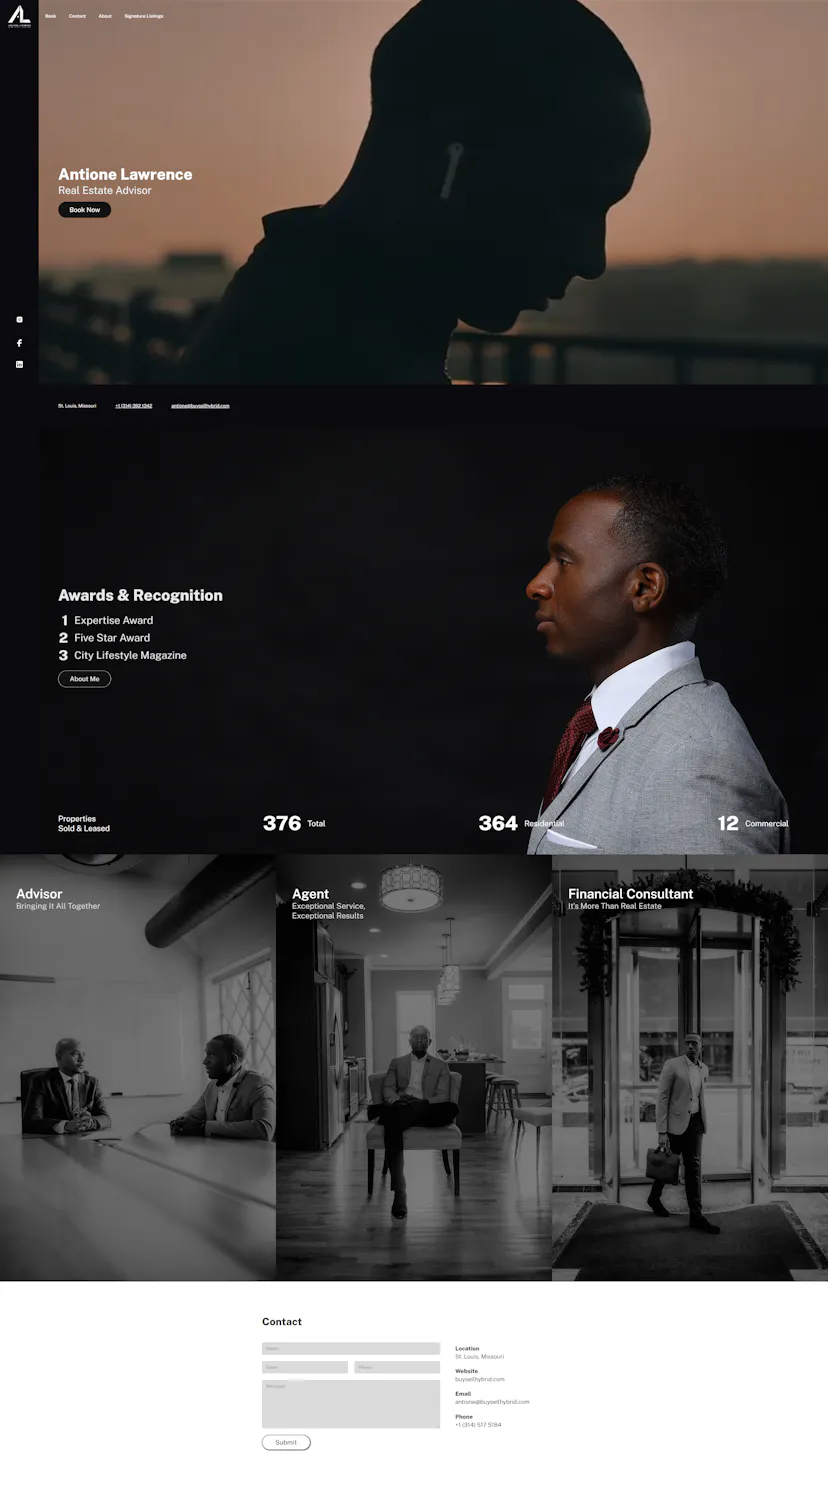 AL
Book Contact About Signature Listings
Antione Lawrence
Real Estate Advisor
Book Now
St. Louis, Missouri +1 (314) 392 1342 antione@buysellhybrid.com
Awards & Recognition
1 Expertise Award
2 Five Star Award
3 City Lifestyle Magazine
About Me
Properties
Sold & Leased
376 Total
364 Residential
12 Commercial
Advisor
Bringing It All Together
Agent
Exceptional Service,
Exceptional Results
Financial Consultant
It's More Than Real Estate
Contact
Name
Phone
Message
Submit
Location
St. Louis, Missouri
Website
buysellhybrid.com
Email
antione@buysellhybrid.com
Phone
+1 (314) 517 5184